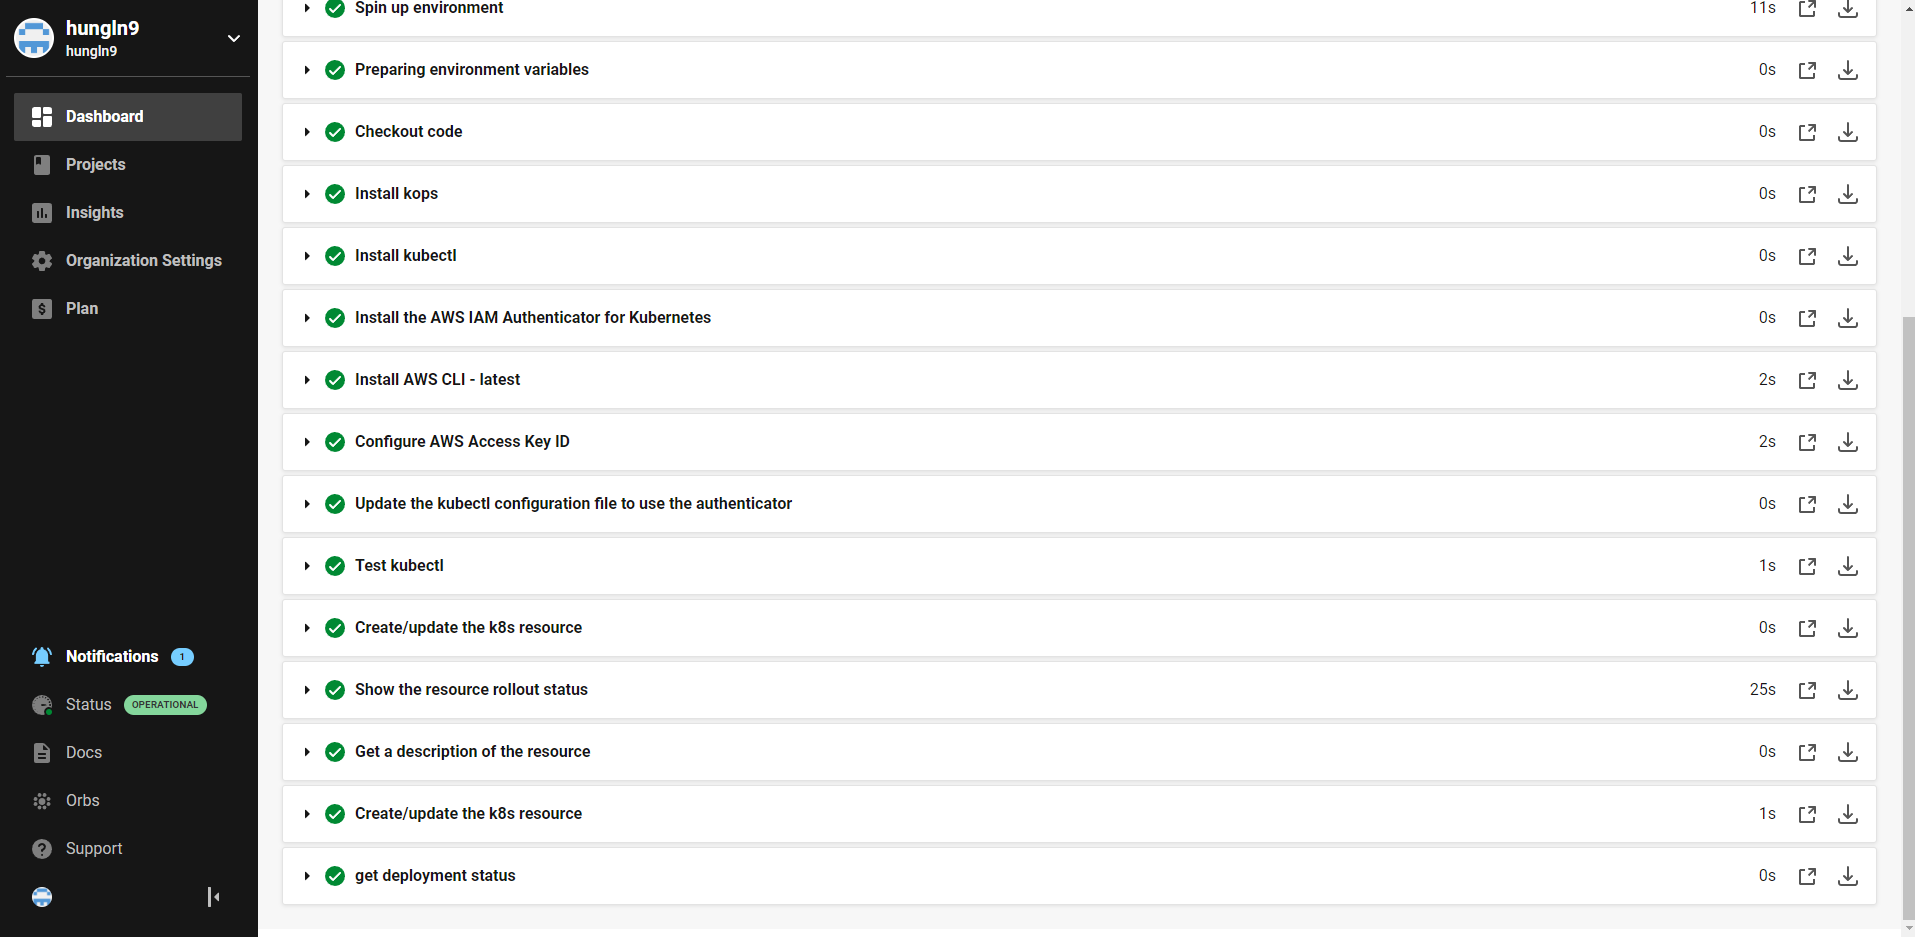 hungln9
hungln9
Dashboard
Projects
Insights
Organization Settings
Plan
Notifications 1
Status OPERATIONAL
Docs
Orbs
Support
Spin up environment 11s
Preparing environment variables 0s
Checkout code 0s
Install kops 0s
Install kubectl 0s
Install the AWS IAM Authenticator for Kubernetes 0s
Install AWS CLI - latest 2s
Configure AWS Access Key ID 2s
Update the kubectl configuration file to use the authenticator 0s
Test kubectl 1s
Create/update the k8s resource 0s
Show the resource rollout status 25s
Get a description of the resource 0s
Create/update the k8s resource 1s
get deployment status 0s